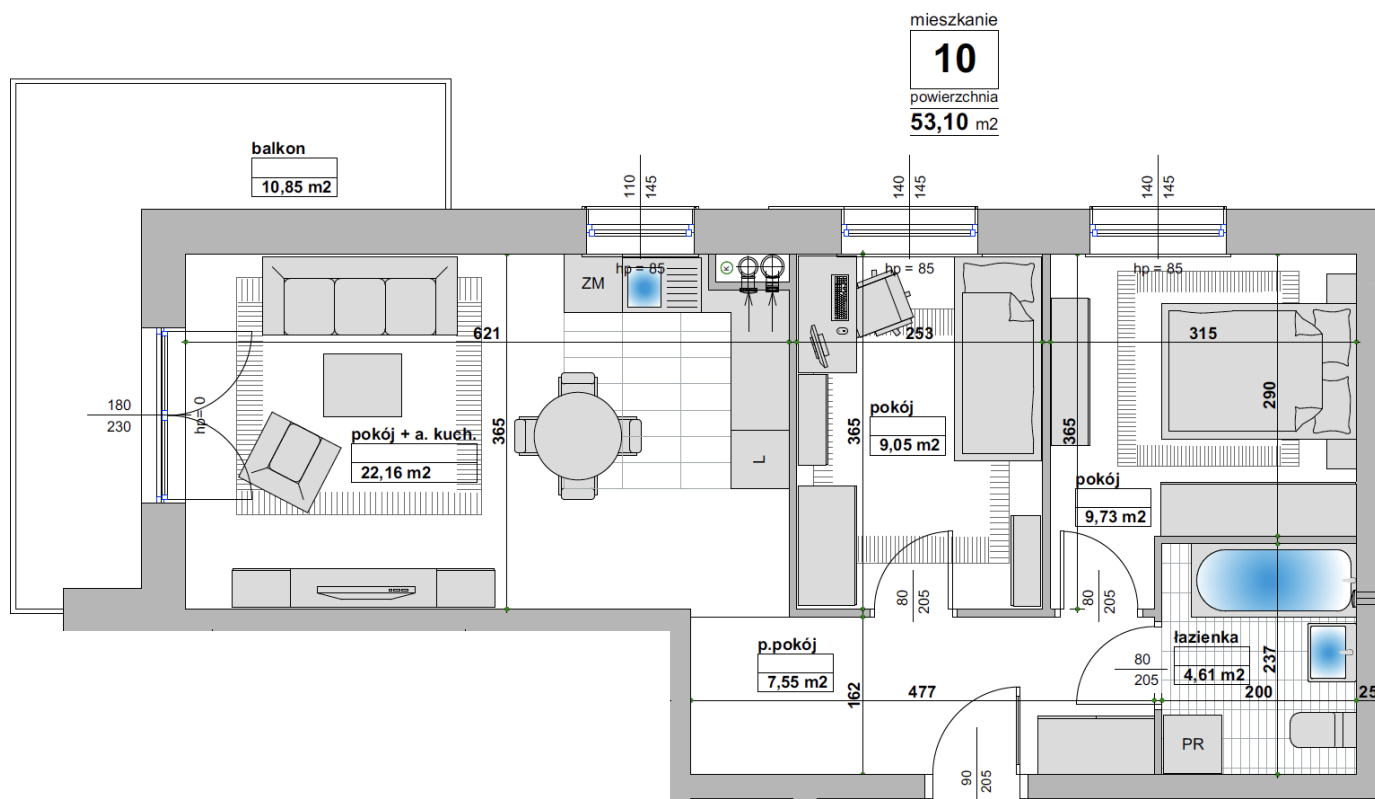 mieszkanie
10
powierzchnia
53,10 m2
balkon
10,85 m2
110
145
140
145
140
145
hp = 85
hp = 85
hp = 85
ZM
K
621
253
315
180
230
hp= 0
365
365
365
290
pokój + a. kuch.
22,16 m2
pokój
9,05 m2
L
pokój
9,73 m2
80
205
80
205
p.pokój
7,55 m2
łazienka
4,61 m2
80
205
237
162
477
200
25
PR
90
205